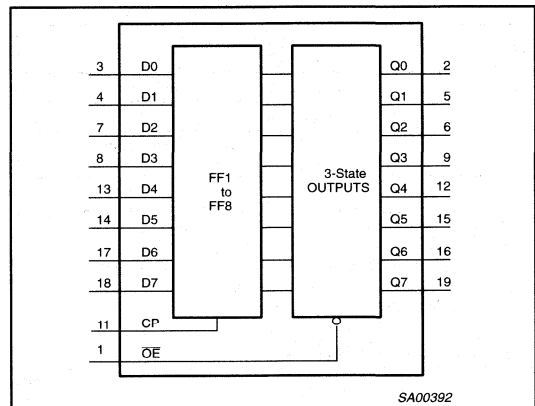 3 D0 Q0 2
4 D1 Q1 5
7 D2 Q2 6
8 D3 Q3 9
13 D4 Q4 12
14 D5 Q5 15
17 D6 Q6 16
18 D7 Q7 19
FF1
to
FF8
3-State
OUTPUTS
11 CP
1 O̅E̅
SA00392